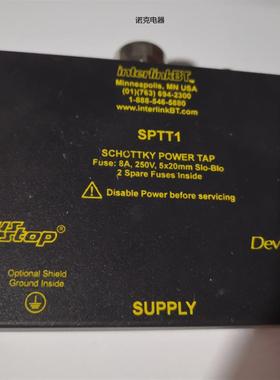 诺克电器
interlinkBT
Minneapolis, MN USA
(01)(763) 694-2300
1-888-546-5880
www.interlinkBT.com
SPTT1
SCHOTTKY POWER TAP
Fuse: 8A, 250V, 5x20mm Slo-Blo
2 Spare Fuses Inside
Disable Power before servicing
stop®
Dev
Optional Shield
Ground Inside
SUPPLY